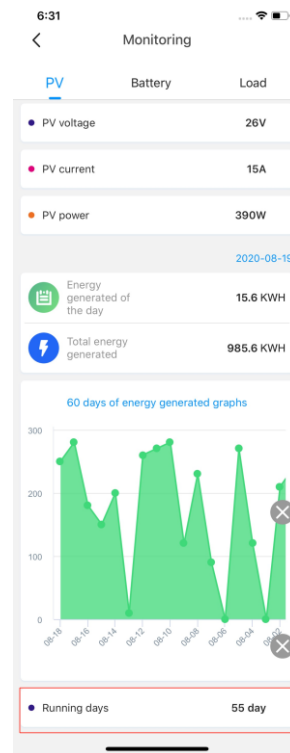 6:31
Monitoring
PV Battery Load
PV voltage 26V
PV current 15A
PV power 390W
2020-08-19
Energy
generated of
the day
15.6 KWH
Total energy
generated
985.6 KWH
60 days of energy generated graphs
300
200
100
0
08-18 08-16 08-14 08-12 08-10 08-08 08-06 08-04 08-02
Running days 55 day